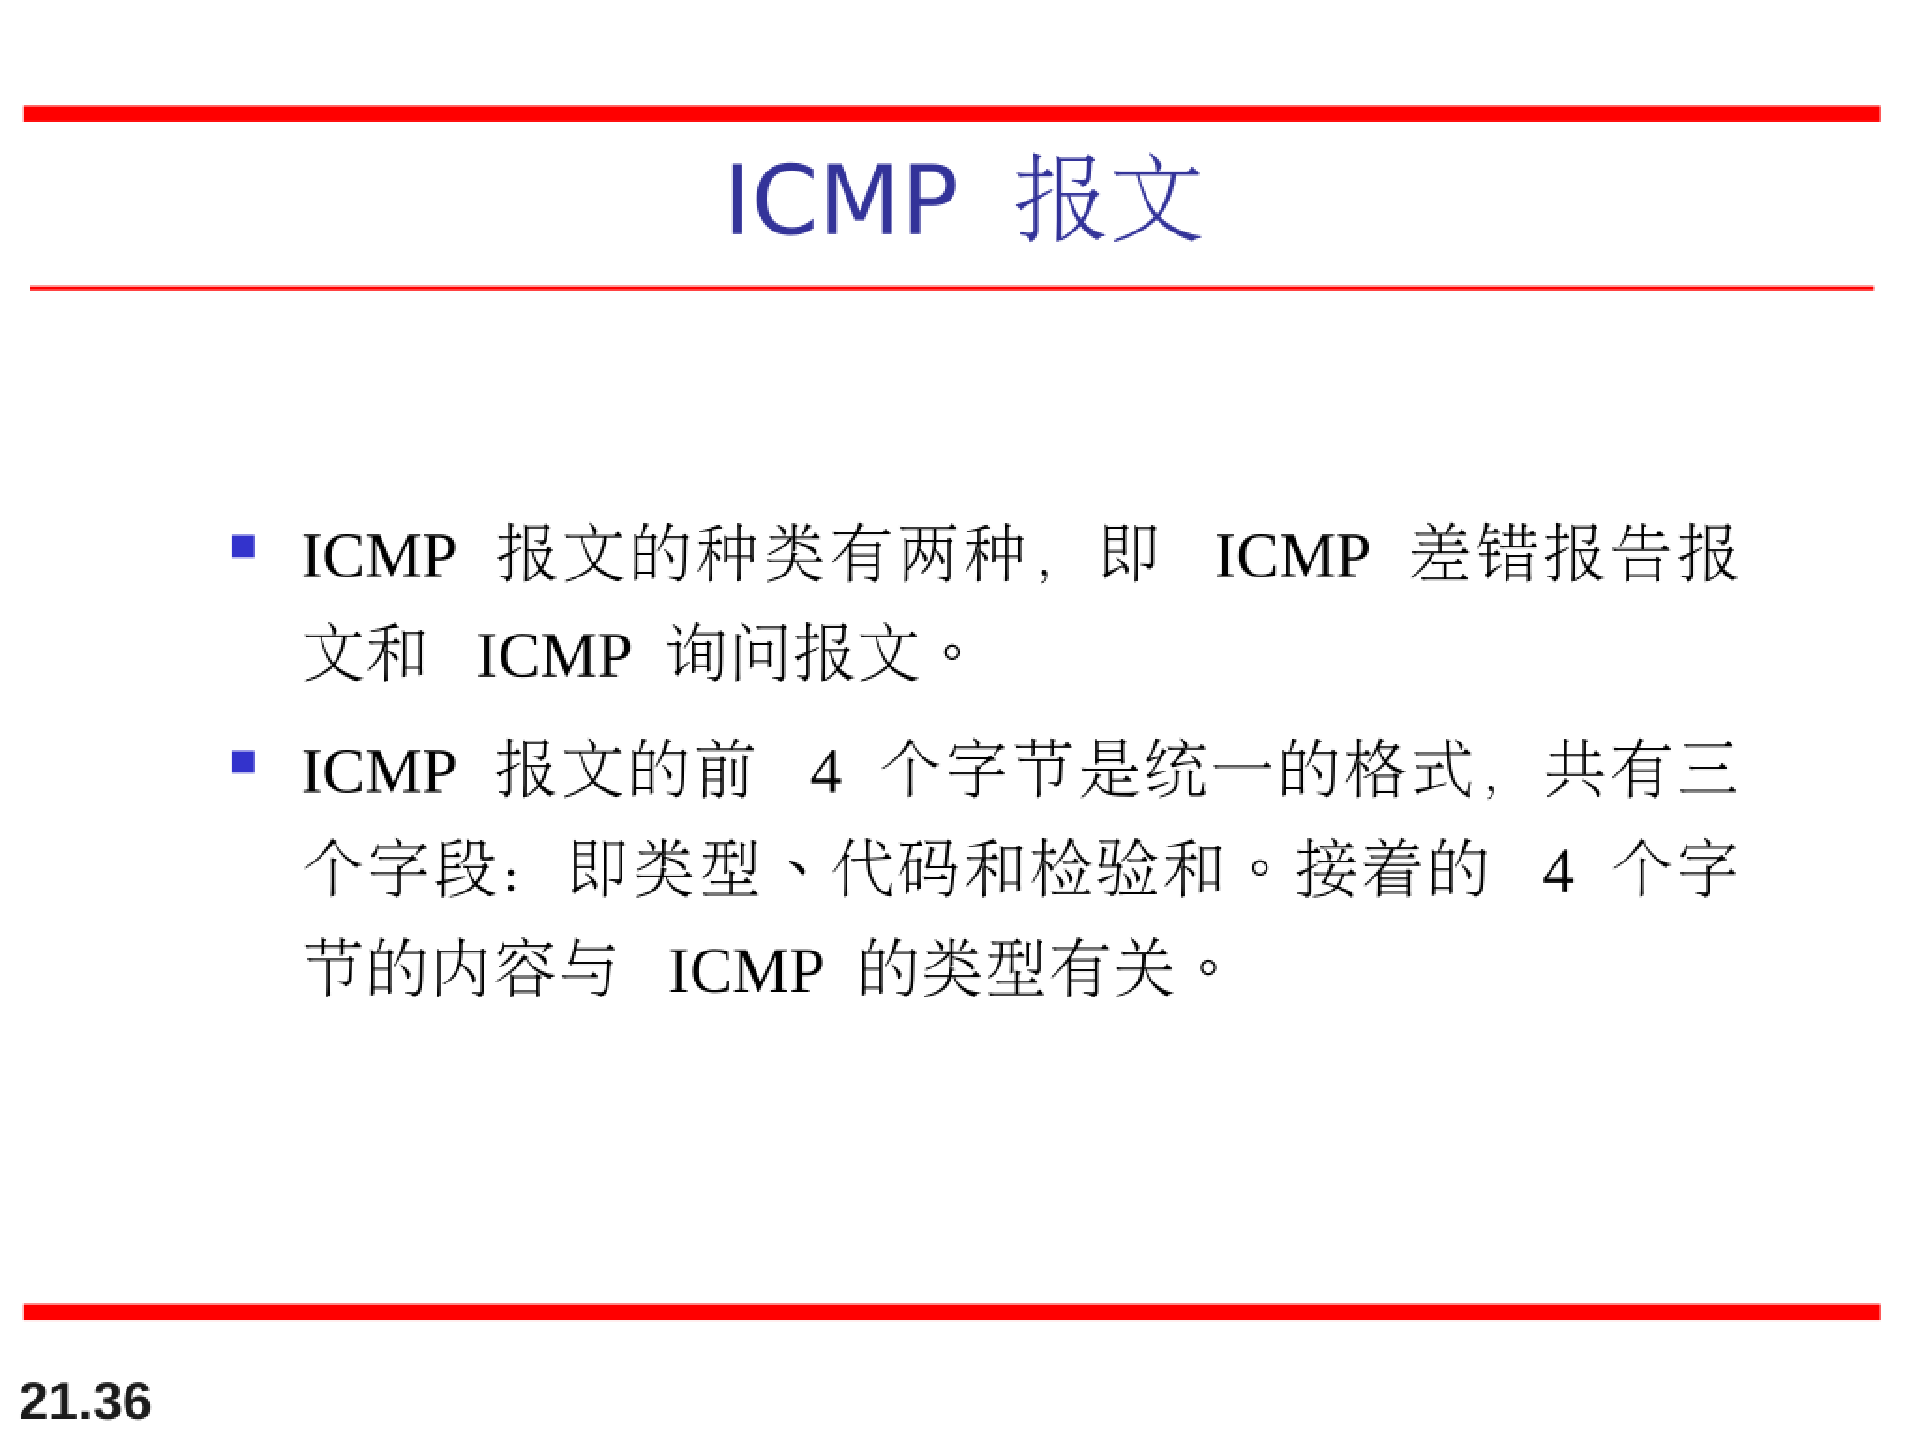 ICMP 报文
ICMP 报文的种类有两种，即 ICMP 差错报告报
文和 ICMP 询问报文。
ICMP 报文的前 4 个字节是统一的格式，共有三
个字段：即类型、代码和检验和。接着的 4 个字
节的内容与 ICMP 的类型有关。
21.36